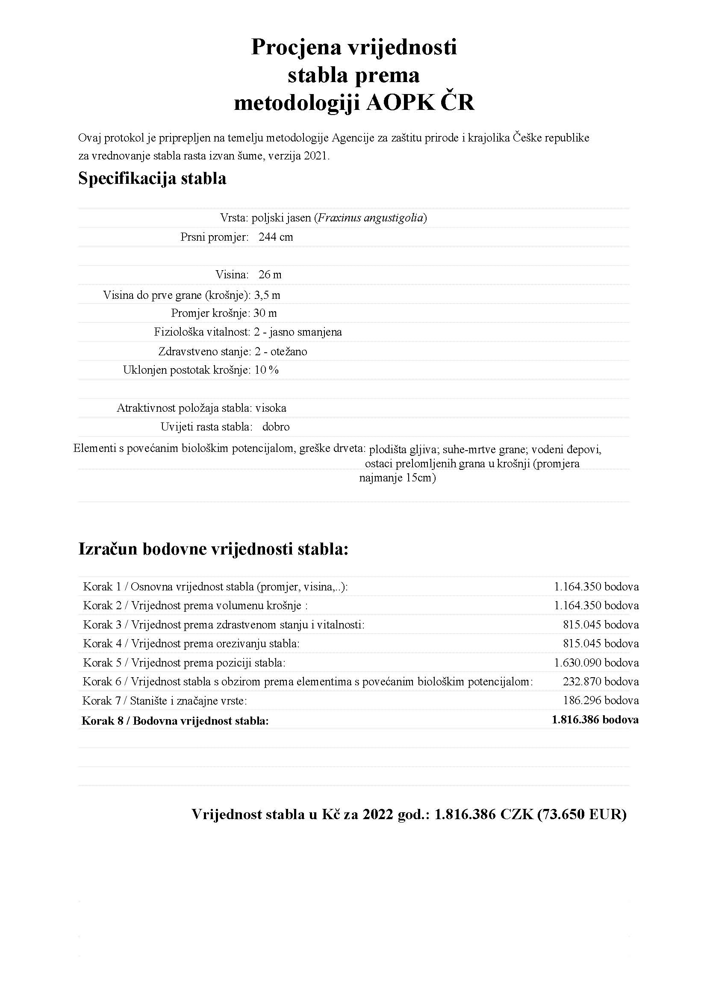 Procjena vrijednosti
stabla prema
metodologiji AOPK ČR
Ovaj protokol je priprepljen na temelju metodologije Agencije za zaštitu prirode i krajolika Češke republike
za vrednovanje stabla rasta izvan šume, verzija 2021.
Specifikacija stabla
Vrsta: poljski jasen (Fraxinus angustigolia)
Prsni promjer: 244 cm
Visina: 26 m
Visina do prve grane (krošnje): 3,5 m
Promjer krošnje: 30 m
Fiziološka vitalnost: 2 - jasno smanjena
Zdravstveno stanje: 2 - otežano
Uklonjen postotak krošnje: 10 %
Atraktivnost položaja stabla: visoka
Uvijeti rasta stabla: dobro
Elementi s povećanim biološkim potencijalom, greške drveta: plodišta gljiva; suhe-mrtve grane; vodeni đepovi,
ostaci prelomljenih grana u krošnji (promjera
najmanje 15cm)
Izračun bodovne vrijednosti stabla:
Korak 1 / Osnovna vrijednost stabla (promjer, visina,..): 1.164.350 bodova
Korak 2 / Vrijednost prema volumenu krošnje : 1.164.350 bodova
Korak 3 / Vrijednost prema zdrastvenom stanju i vitalnosti: 815.045 bodova
Korak 4 / Vrijednost prema orezivanju stabla: 815.045 bodova
Korak 5 / Vrijednost prema poziciji stabla: 1.630.090 bodova
Korak 6 / Vrijednost stabla s obzirom prema elementima s povećanim biološkim potencijalom: 232.870 bodova
Korak 7 / Stanište i značajne vrste: 186.296 bodova
Korak 8 / Bodovna vrijednost stabla: 1.816.386 bodova
Vrijednost stabla u Kč za 2022 god.: 1.816.386 CZK (73.650 EUR)